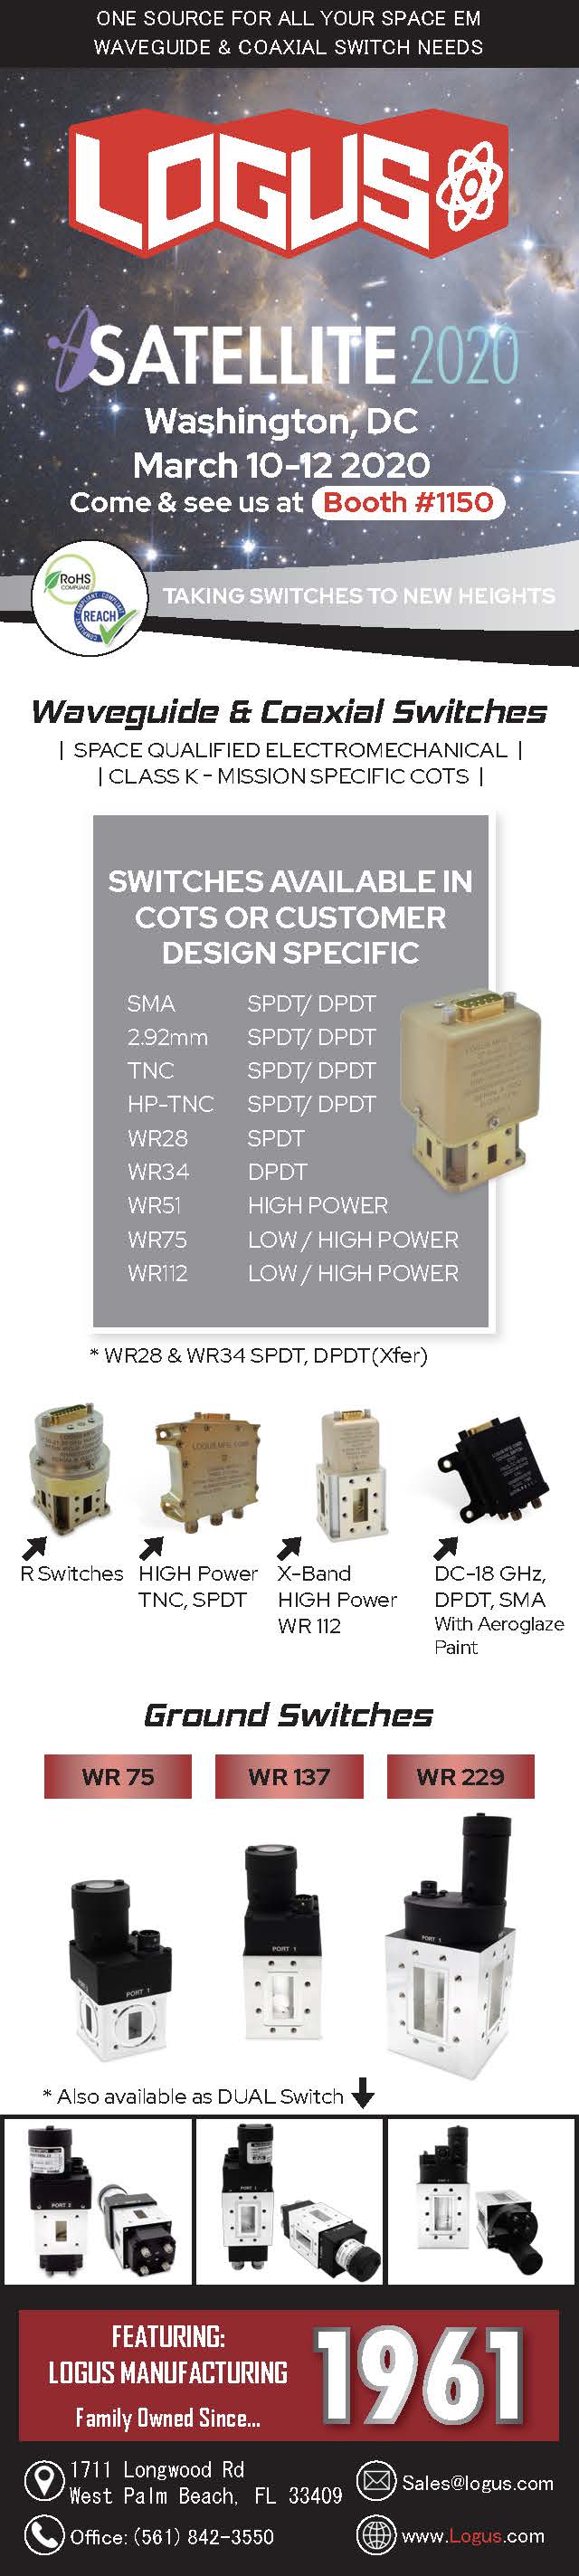 ONE SOURCE FOR ALL YOUR SPACE EM
WAVEGUIDE & COAXIAL SWITCH NEEDS
LOGUS
SATELLITE 2020
Washington, DC
March 10-12 2020
Come & see us at Booth #1150
RoHS
COMPLIANT
REACH
TAKING SWITCHES TO NEW HEIGHTS
Waveguide & Coaxial Switches
| SPACE QUALIFIED ELECTROMECHANICAL |
| CLASS K - MISSION SPECIFIC COTS |
SWITCHES AVAILABLE IN
COTS OR CUSTOMER
DESIGN SPECIFIC
SMA SPDT/ DPDT
2.92mm SPDT/ DPDT
TNC SPDT/ DPDT
HP-TNC SPDT/ DPDT
WR28 SPDT
WR34 DPDT
WR51 HIGH POWER
WR75 LOW / HIGH POWER
WR112 LOW / HIGH POWER
* WR28 & WR34 SPDT, DPDT(Xfer)
R Switches
HIGH Power
TNC, SPDT
X-Band
HIGH Power
WR 112
DC-18 GHz,
DPDT, SMA
With Aeroglaze
Paint
Ground Switches
WR 75 WR 137 WR 229
PORT 1
PORT 1
PORT 1
* Also available as DUAL Switch
PORT 2
PORT 1
FEATURING:
LOGUS MANUFACTURING
Family Owned Since...
1961
1711 Longwood Rd
West Palm Beach, FL 33409
Sales@logus.com
Office: (561) 842-3550
www.Logus.com